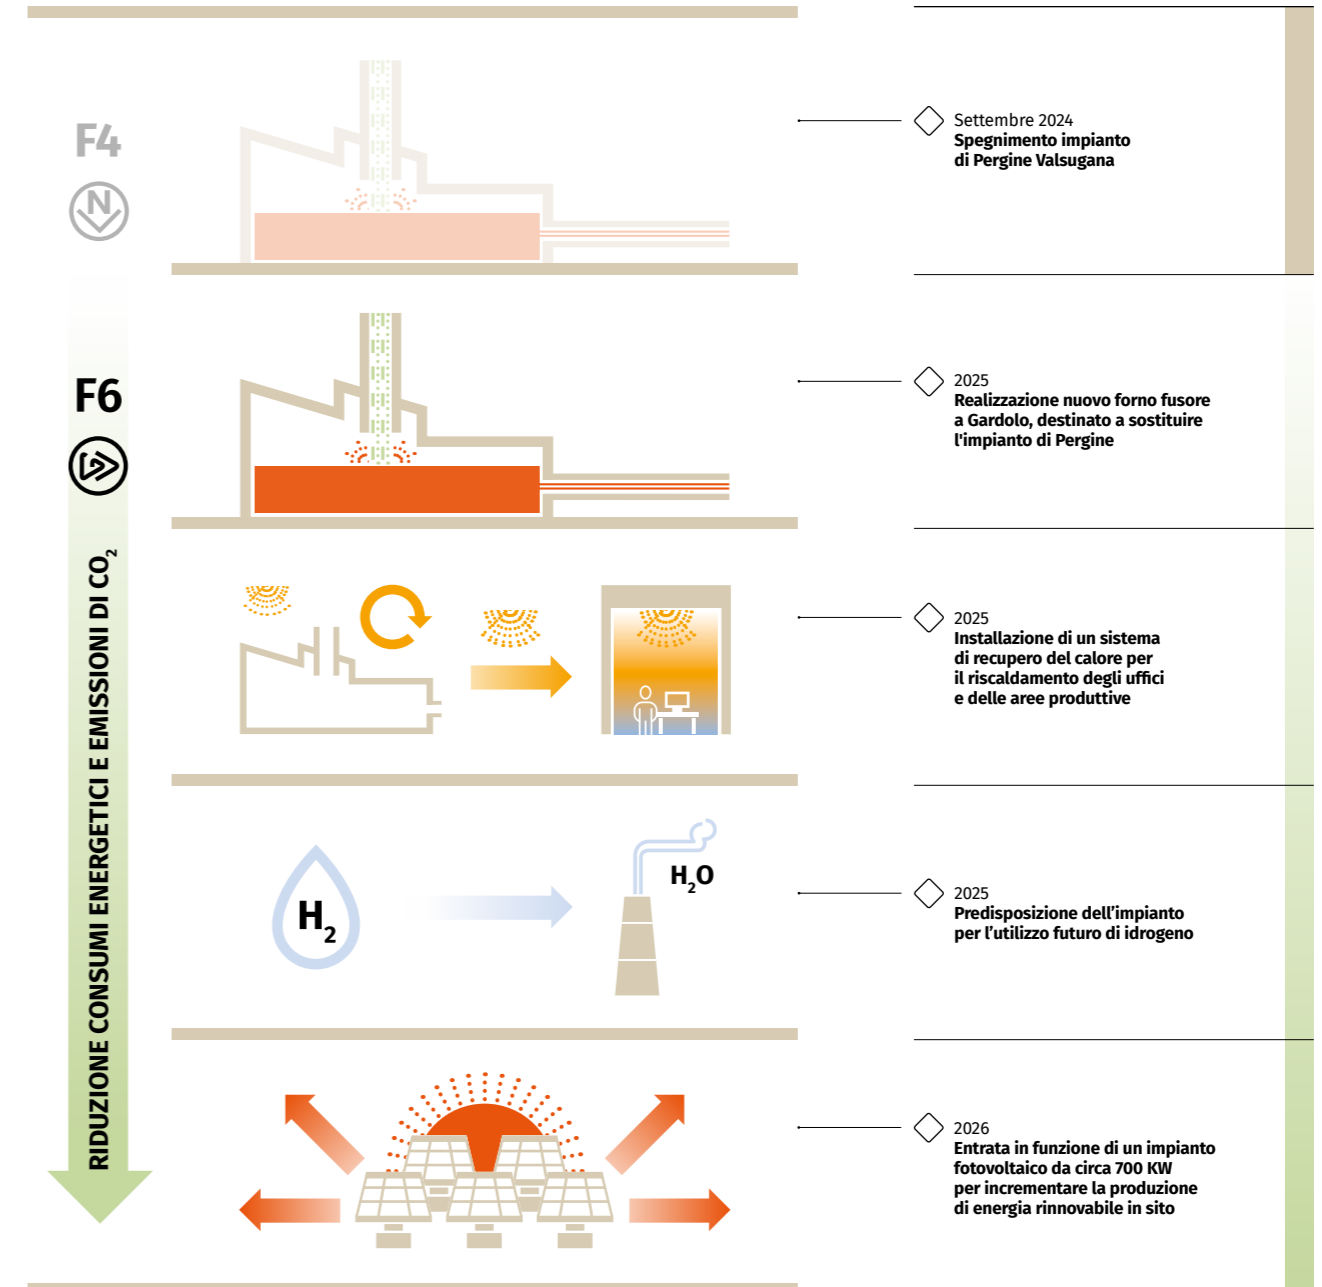 F4
N
Settembre 2024
Spegnimento impianto
di Pergine Valsugana
F6
2025
Realizzazione nuovo forno fusore
a Gardolo, destinato a sostituire
l'impianto di Pergine
RIDUZIONE CONSUMI ENERGETICI E EMISSIONI DI CO₂
2025
Installazione di un sistema
di recupero del calore per
il riscaldamento degli uffici
e delle aree produttive
H₂
H₂O
2025
Predisposizione dell’impianto
per l’utilizzo futuro di idrogeno
2026
Entrata in funzione di un impianto
fotovoltaico da circa 700 KW
per incrementare la produzione
di energia rinnovabile in sito